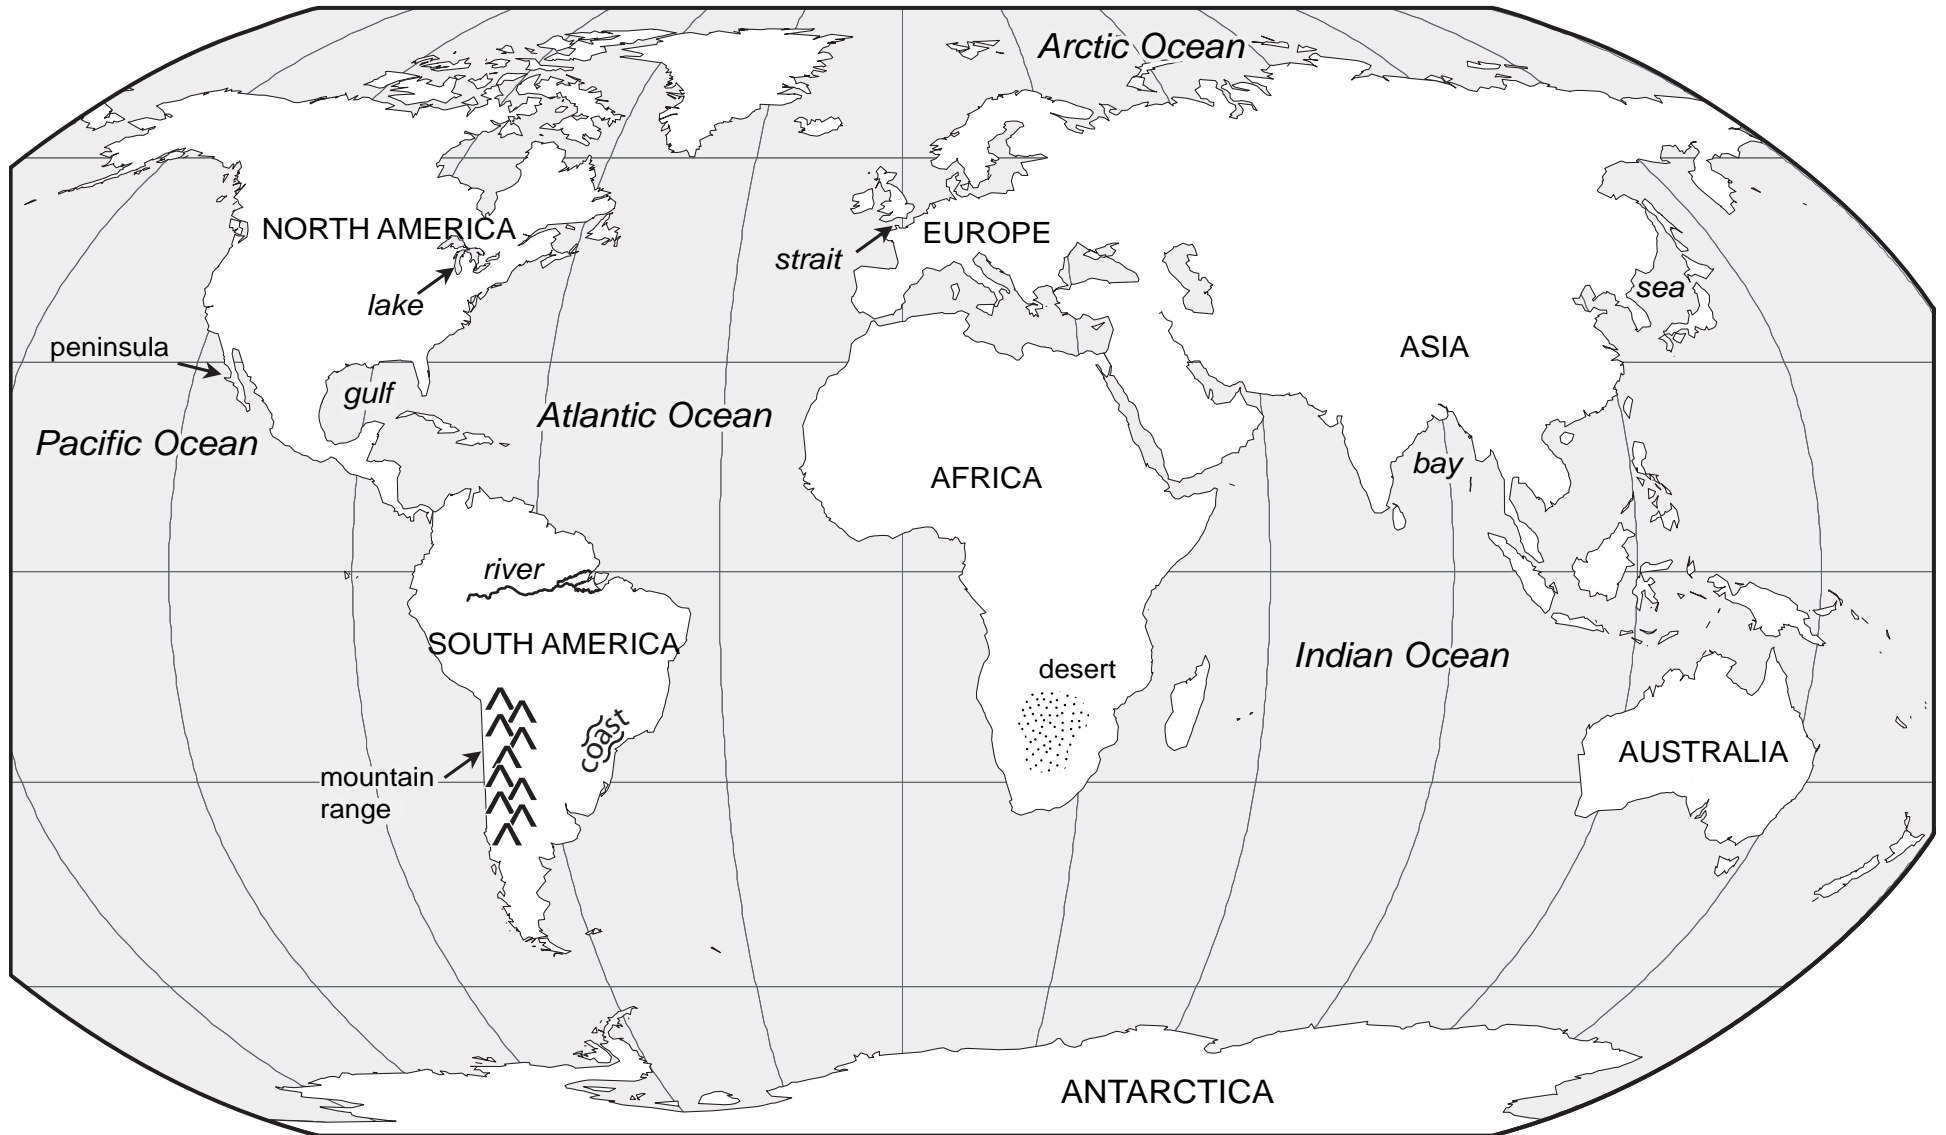 Arctic Ocean
NORTH AMERICA
EUROPE
strait
lake
sea
peninsula
ASIA
gulf
Atlantic Ocean
Pacific Ocean
bay
AFRICA
river
SOUTH AMERICA
Indian Ocean
desert
coast
AUSTRALIA
mountain
range
ANTARCTICA